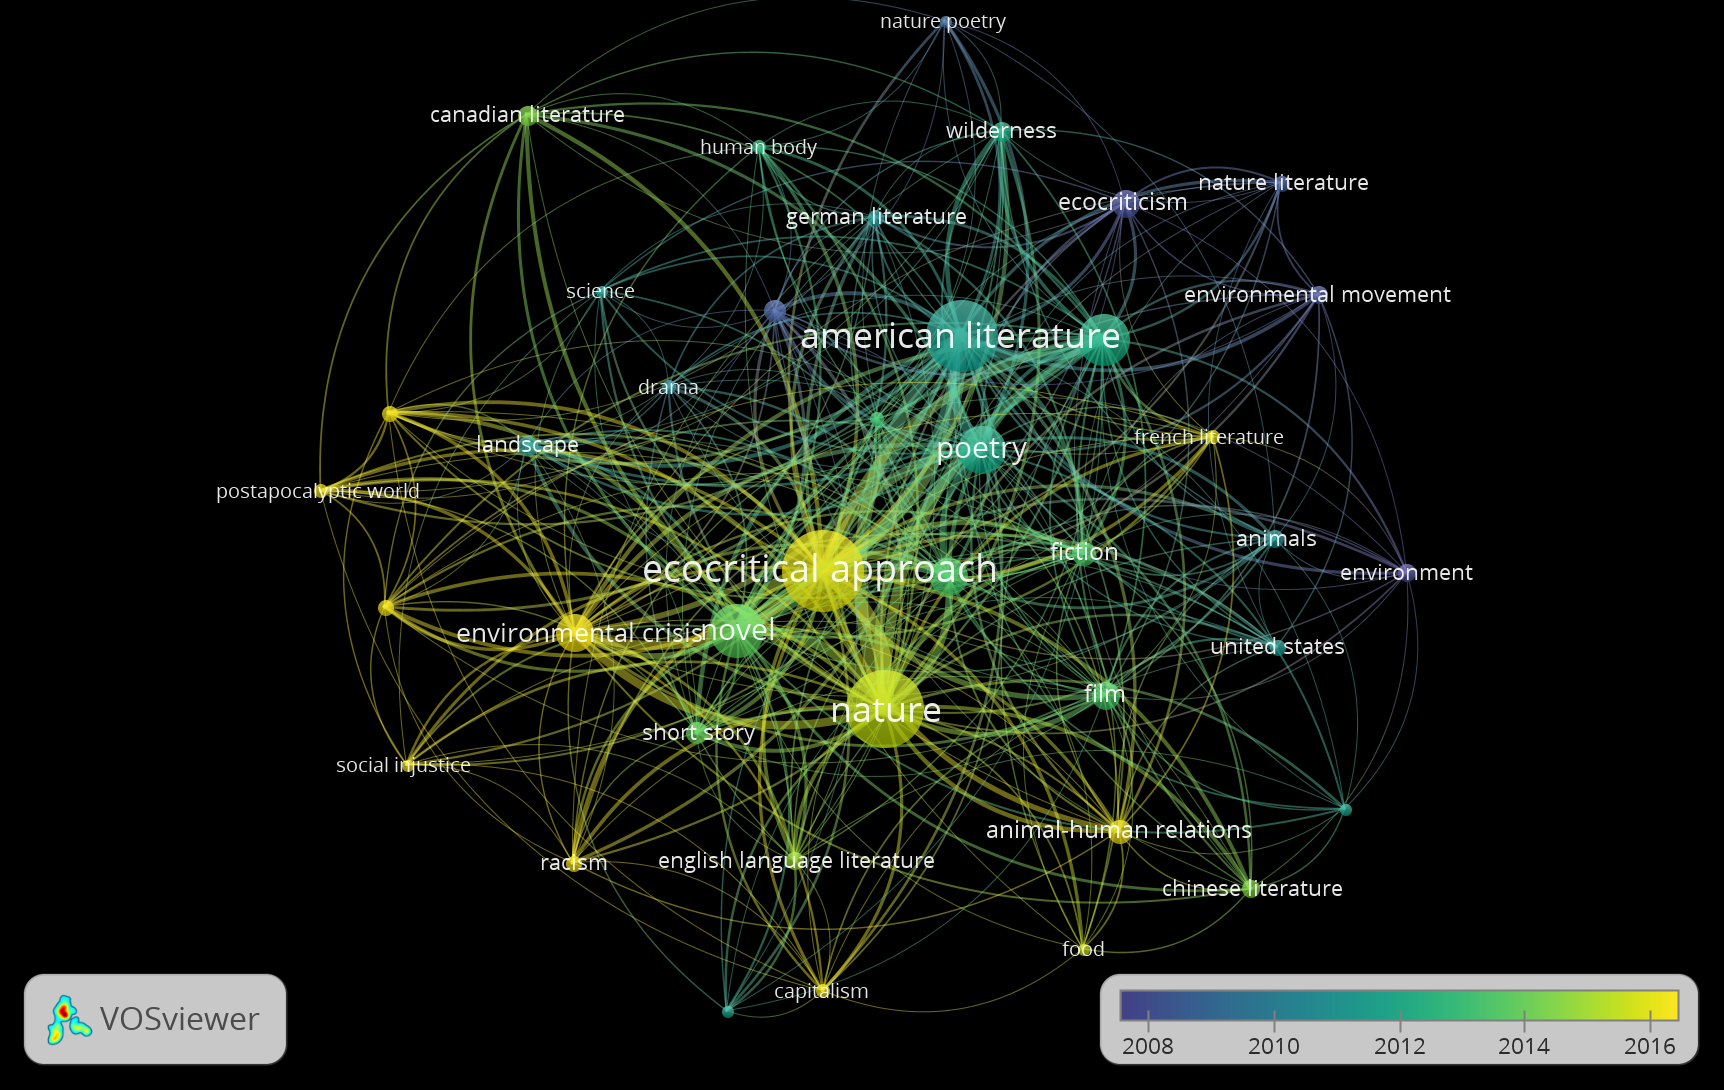 nature poetry
canadian literature
wilderness
human body
nature literature
ecocriticism
german literature
science
environmental movement
american literature
drama
french literature
landscape
poetry
postapocalyptic world
animals
fiction
ecocritical approach
environment
novel
environmental crisis
united states
film
nature
short story
social injustice
animal-human relations
english language literature
racism
chinese literature
food
capitalism
VOSviewer
2008 2010 2012 2014 2016